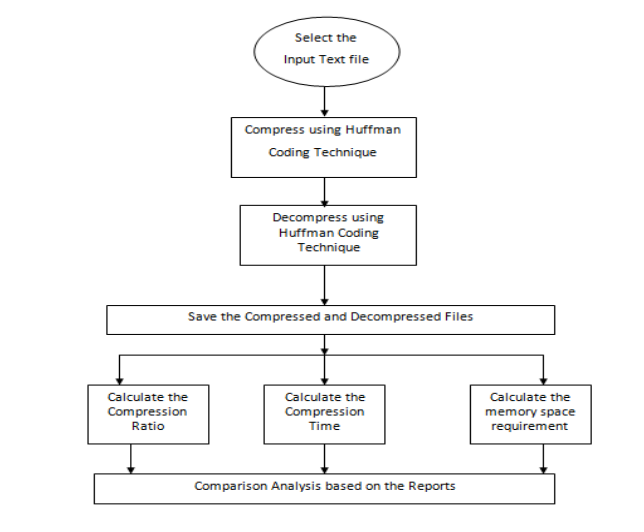 Select the
Input Text file
Compress using Huffman
Coding Technique
Decompress using
Huffman Coding
Technique
Save the Compressed and Decompressed Files
Calculate the
Compression
Ratio
Calculate the
Compression
Time
Calculate the
memory space
requirement
Comparison Analysis based on the Reports